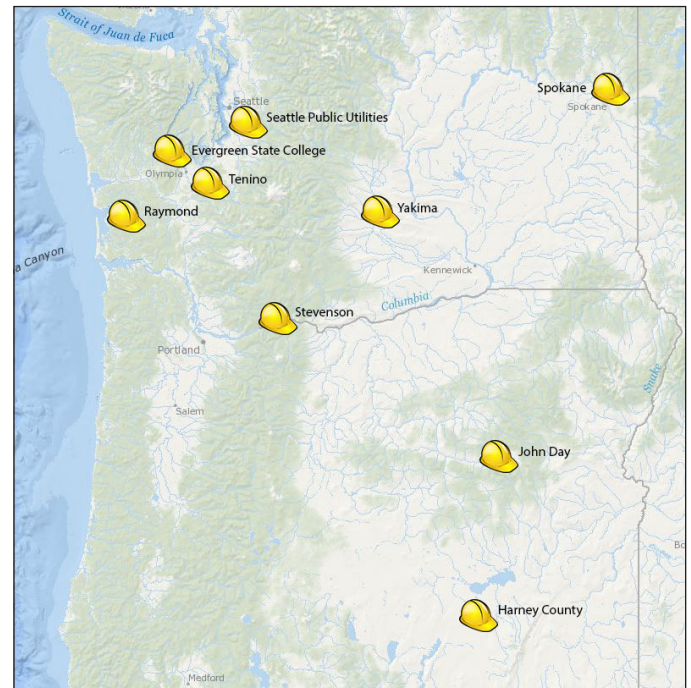 Strait of Juan de Fuca
Seattle
Seattle Public Utilities
Spokane
Spokane
Evergreen State College
Olympia
Tenino
Raymond
Yakima
a Canyon
Kennewick
Columbia
Stevenson
Portland
Snake
Salem
John Day
Bo
Harney County
Medford